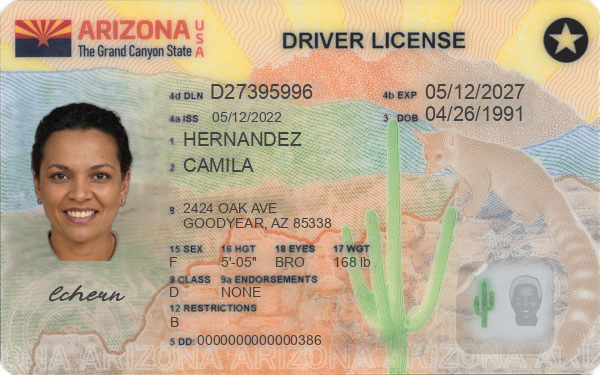 ARIZONA USA
The Grand Canyon State
DRIVER LICENSE
4d DLN D27395996
4b EXP 05/12/2027
4a ISS 05/12/2022
3 DOB 04/26/1991
1 HERNANDEZ
2 CAMILA
8 2424 OAK AVE
GOODYEAR, AZ 85338
15 SEX 16 HGT 18 EYES 17 WGT
F 5'-05" BRO 168 lb
9 CLASS 9a ENDORSEMENTS
D NONE
12 RESTRICTIONS
B
5 DD: 0000000000000386
ARIZONA ARIZONA ARIZONA ARIZONA